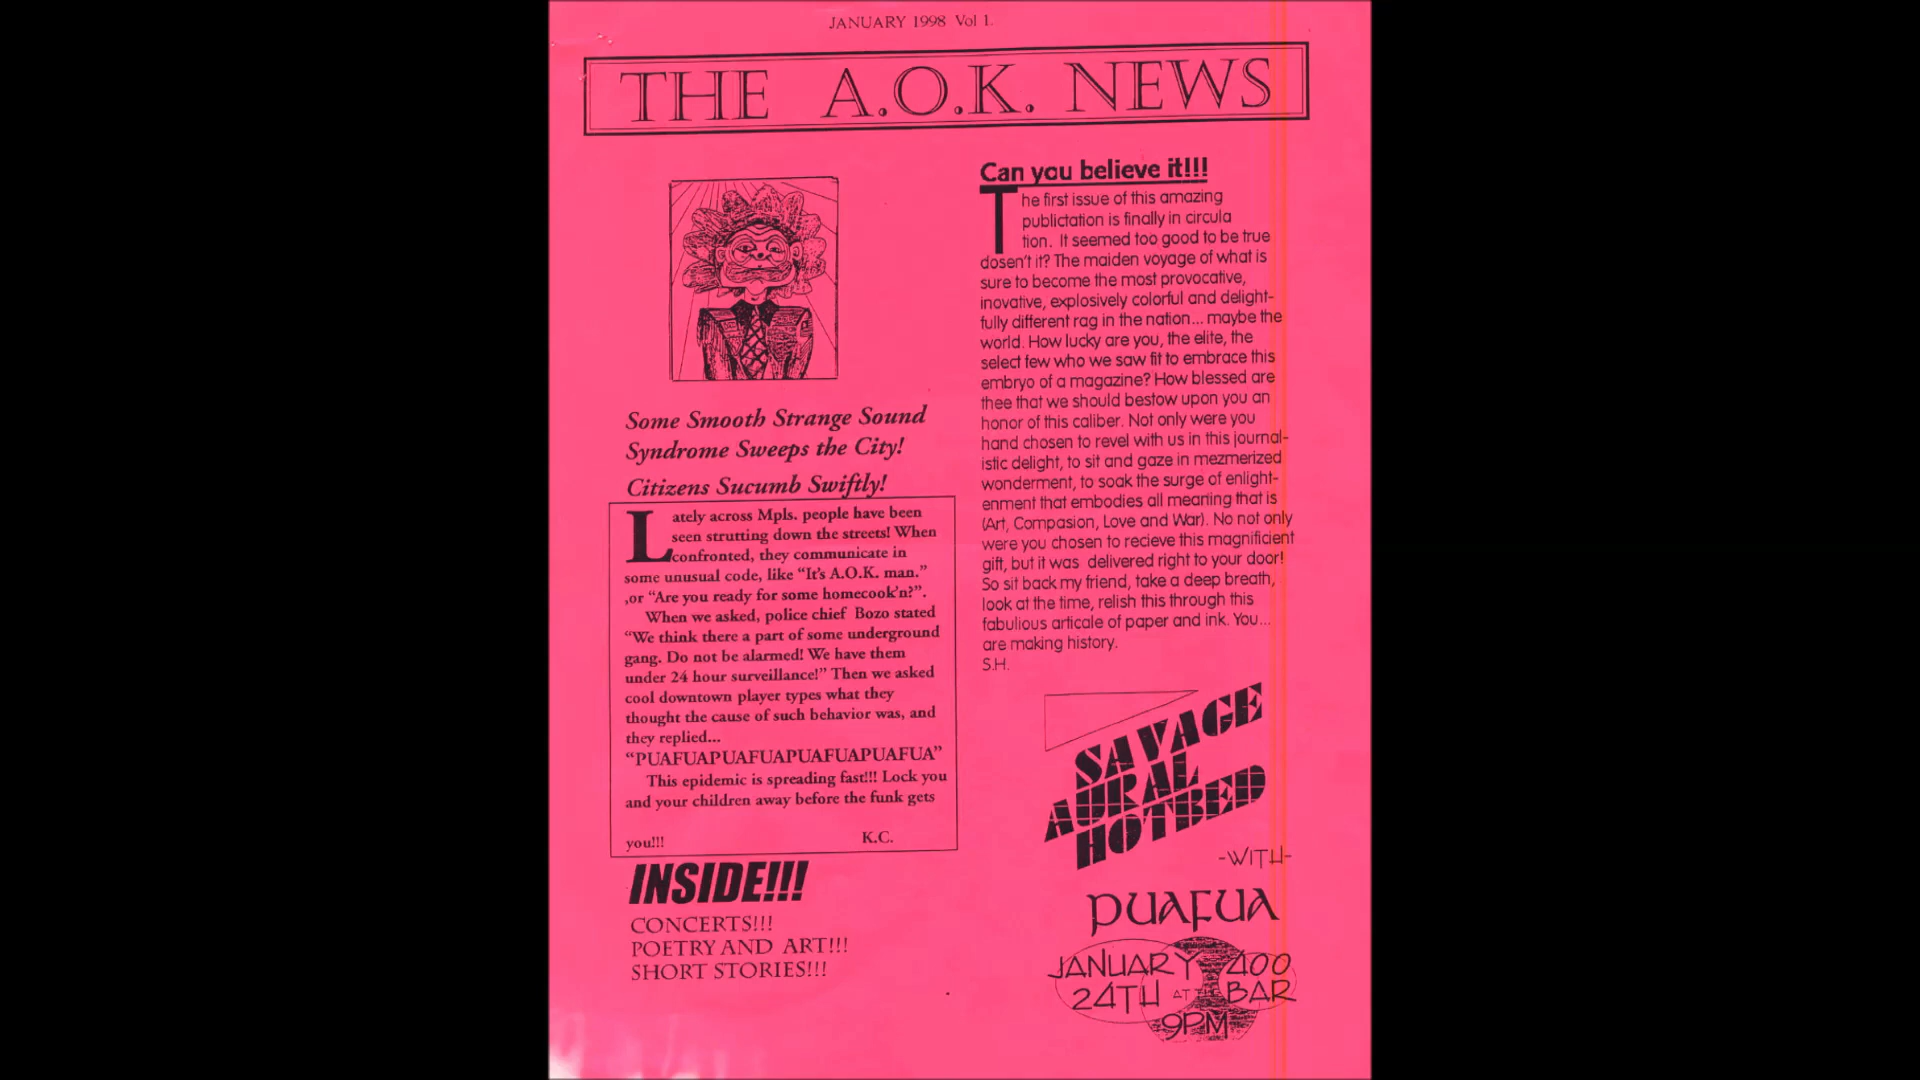 JANUARY 1998 Vol 1.
THE A.O.K. NEWS
Some Smooth Strange Sound
Syndrome Sweeps the City!
Citizens Sucumb Swiftly!
Lately across Mpls. people have been
seen strutting down the streets! When
confronted, they communicate in
some unusual code, like “It's A.O.K. man.”
,or “Are you ready for some homecook'n?”.
When we asked, police chief Bozo stated
“We think there a part of some underground
gang. Do not be alarmed! We have them
under 24 hour surveillance!” Then we asked
cool downtown player types what they
thought the cause of such behavior was, and
they replied...
“PUAFUAPUAFUAPUAFUAPUAFUA”
This epidemic is spreading fast!!! Lock you
and your children away before the funk gets
you!!! K.C.
INSIDE!!!
CONCERTS!!!
POETRY AND ART!!!
SHORT STORIES!!!
Can you believe it!!!
The first issue of this amazing
publictation is finally in circula
tion. It seemed too good to be true
dosen't it? The maiden voyage of what is
sure to become the most provocative,
inovative, explosively colorful and delight-
fully different rag in the nation... maybe the
world. How lucky are you, the elite, the
select few who we saw fit to embrace this
embryo of a magazine? How blessed are
thee that we should bestow upon you an
honor of this caliber. Not only were you
hand chosen to revel with us in this journal-
istic delight, to sit and gaze in mezmerized
wonderment, to soak the surge of enlight-
enment that embodies all meaning that is
(Art, Compasion, Love and War). No not only
were you chosen to recieve this magnificient
gift, but it was delivered right to your door!
So sit back my friend, take a deep breath,
look at the time, relish this through this
fabulious articale of paper and ink. You...
are making history.
S.H.
SAVAGE
AURAL
HOTBED
-WITH-
PUAFUA
JANUARY
24TH AT THE
400
BAR
9PM